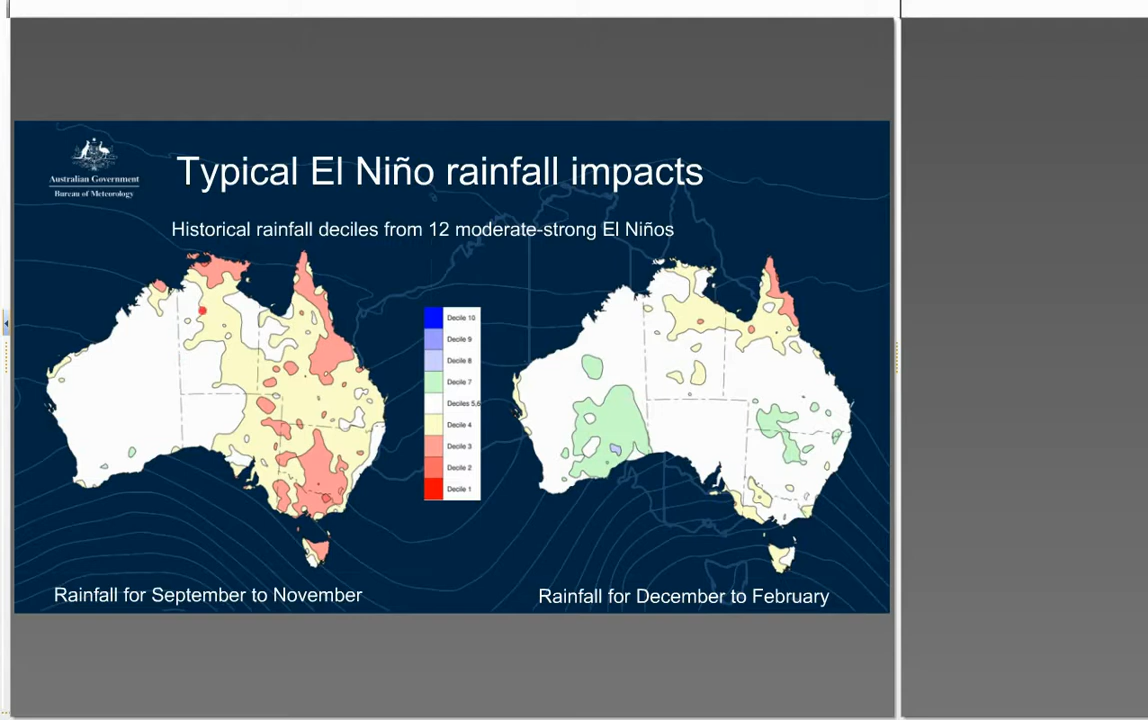 Australian Government
Bureau of Meteorology
Typical El Niño rainfall impacts
Historical rainfall deciles from 12 moderate-strong El Niños
Decile 10
Decile 9
Decile 8
Decile 7
Deciles 5,6
Decile 4
Decile 3
Decile 2
Decile 1
Rainfall for September to November
Rainfall for December to February